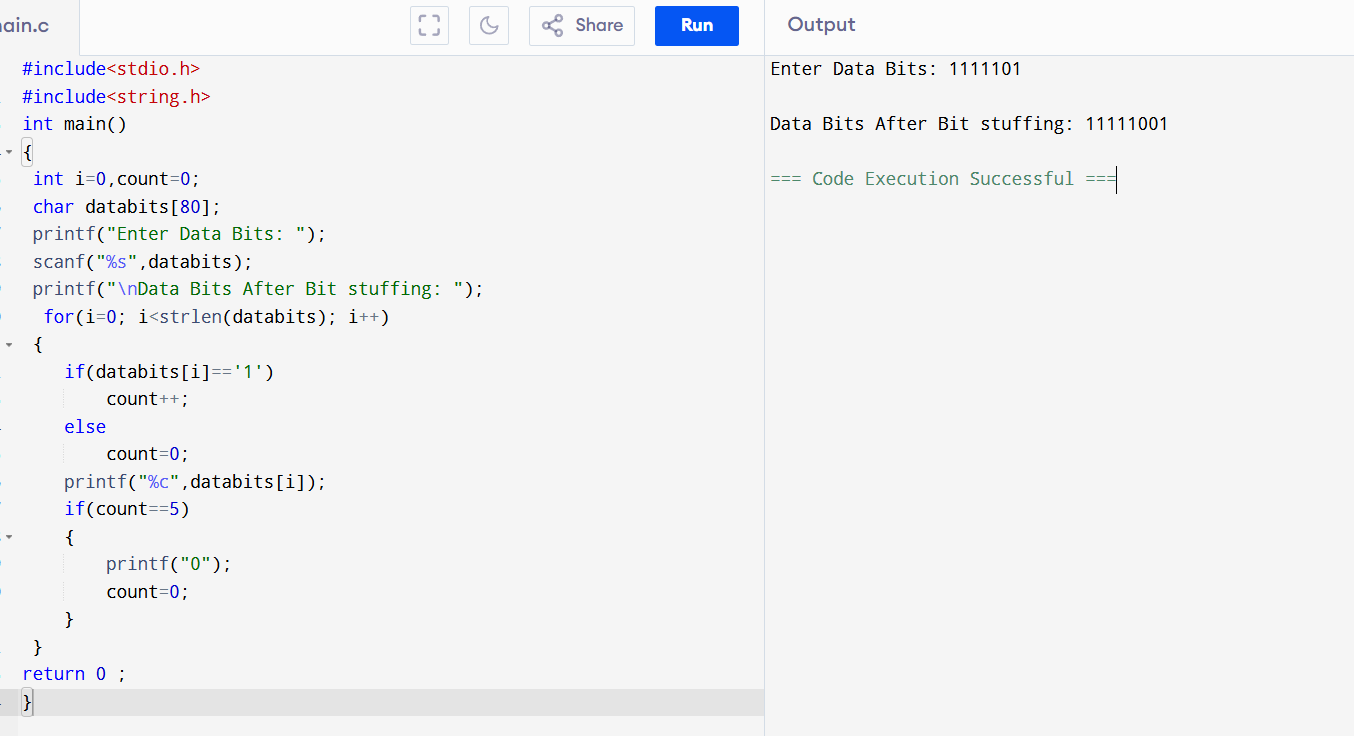 ain.c
Share
Run
Output
#include<stdio.h>
#include<string.h>
int main()
{
int i=0,count=0;
char databits[80];
printf("Enter Data Bits: ");
scanf("%s",databits);
printf("\nData Bits After Bit stuffing: ");
for(i=0; i<strlen(databits); i++)
{
if(databits[i]=='1')
count++;
else
count=0;
printf("%c",databits[i]);
if(count==5)
{
printf("0");
count=0;
}
}
return 0 ;
}
Enter Data Bits: 1111101
Data Bits After Bit stuffing: 11111001
=== Code Execution Successful ===